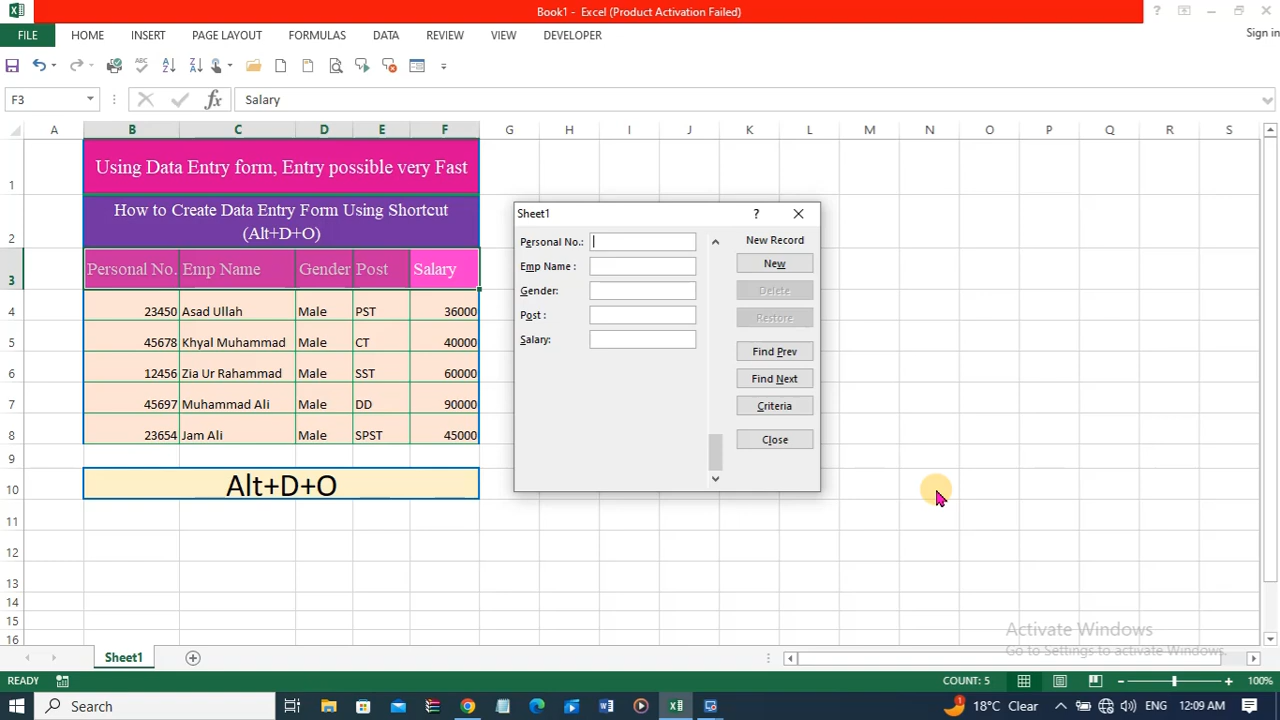 Book1 - Excel (Product Activation Failed)
?
FILE HOME INSERT PAGE LAYOUT FORMULAS DATA REVIEW VIEW DEVELOPER Sign in
F3 fx Salary
A B C D E F G H I J K L M N O P Q R S
1 Using Data Entry form, Entry possible very Fast
2 How to Create Data Entry Form Using Shortcut
(Alt+D+O)
3 Personal No. Emp Name Gender Post Salary
4 23450 Asad Ullah Male PST 36000
5 45678 Khyal Muhammad Male CT 40000
6 12456 Zia Ur Rahammad Male SST 60000
7 45697 Muhammad Ali Male DD 90000
8 23654 Jam Ali Male SPST 45000
9
10 Alt+D+O
11
12
13
14
15
16
Sheet1 ?
Personal No.: New Record
New
Emp Name :
Gender: Delete
Post : Restore
Salary:
Find Prev
Find Next
Criteria
Close
Activate Windows
Go to Settings to activate Windows.
Sheet1
READY COUNT: 5 100%
Search 18°C Clear ENG 12:09 AM